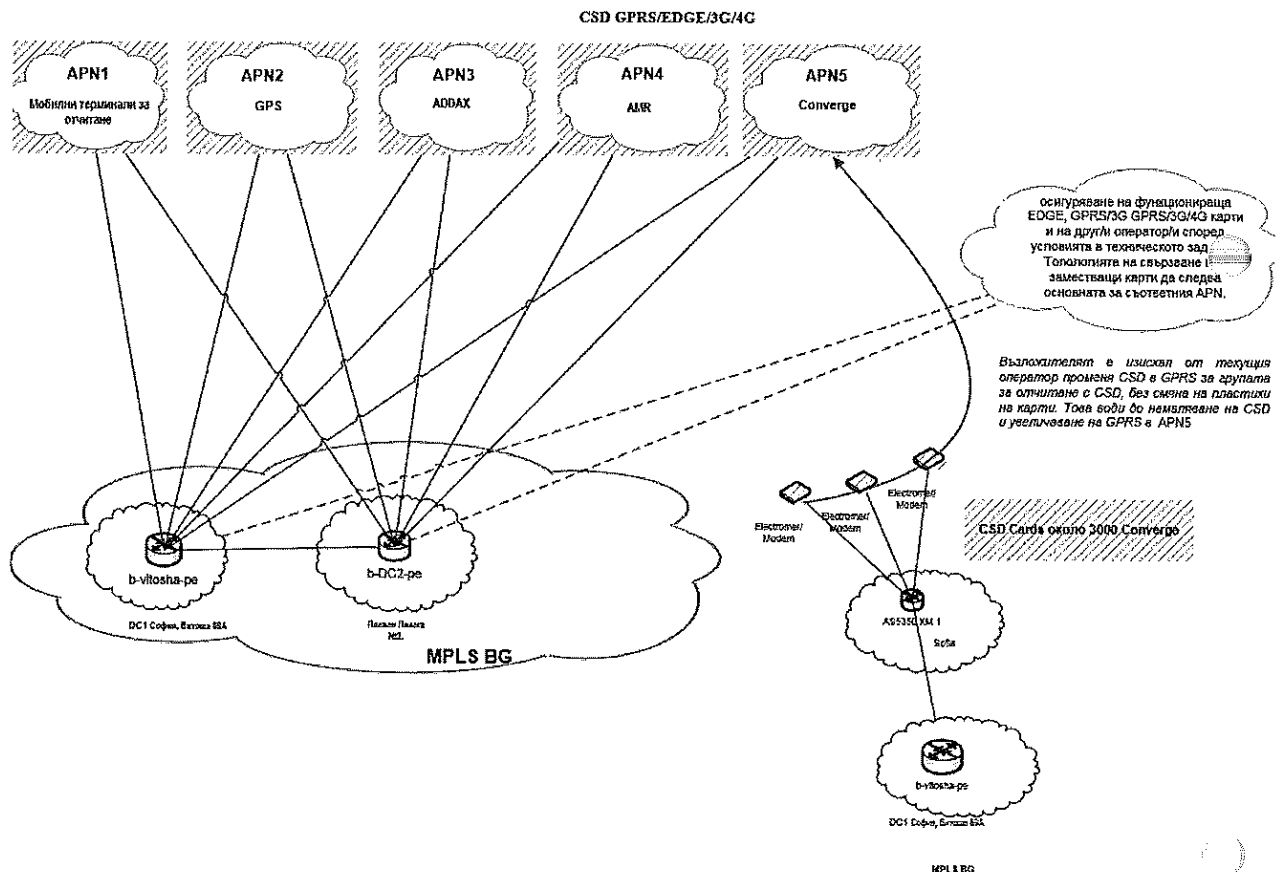 CSD GPRS/EDGE/3G/4G
APN1
Мобилни терминали за
отчитане
APN2
GPS
APN3
ADDAX
APN4
AMR
APN5
Converge
осигуряване на функционираща
EDGE, GPRS/3G GPRS/3G/4G карти
и на друг/и оператор/и според
условията в техническото зад
Топологията на свързване
заместващи карти да следва
основната за съответния APN.
Възложителят е изискал от текущия
оператор променя CSD в GPRS за групата
за отчитане с CSD, без смяна на пластики
на карти. Това води до намаляване на CSD
и увеличаване на GPRS в APN5
Electromer/
Modem
Electromer/
Modem
Electromer/
Modem
CSD Cards около 3000 Converge
b-vitosha-pe
b-DC2-pe
DC1 София, Витоша 89A
MPLS BG
AS5350XM 1
Sofia
b-vitosha-pe
DC1 София, Витоша 89A
MPLS BG